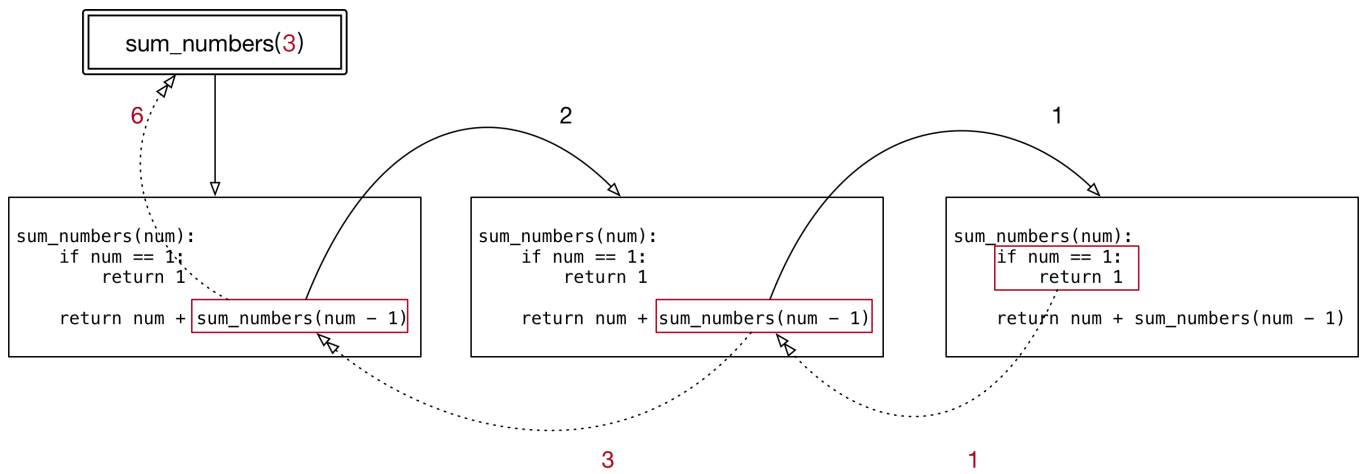 sum_numbers(3)
6
2
1
sum_numbers(num):
if num == 1:
return 1
return num + sum_numbers(num - 1)
sum_numbers(num):
if num == 1:
return 1
return num + sum_numbers(num - 1)
sum_numbers(num):
if num == 1:
return 1
return num + sum_numbers(num - 1)
3
1